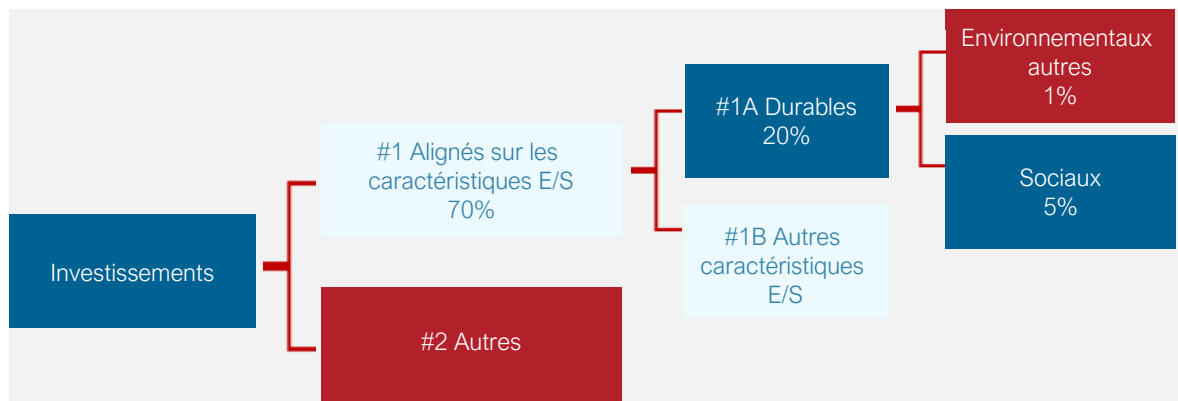 Investissements
#1 Alignés sur les
caractéristiques E/S
70%
#2 Autres
#1A Durables
20%
#1B Autres
caractéristiques
E/S
Environnementaux
autres
1%
Sociaux
5%